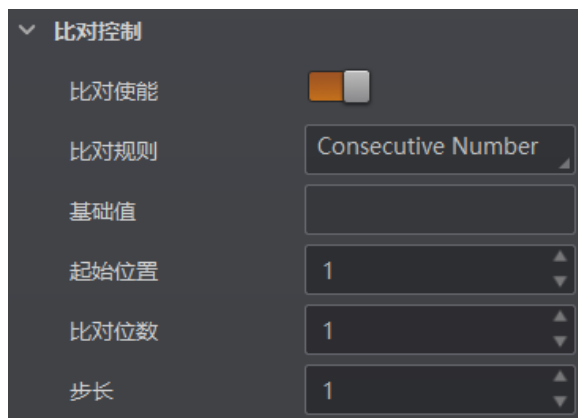 比对控制
比对使能
比对规则 Consecutive Number
基础值
起始位置 1
比对位数 1
步长 1